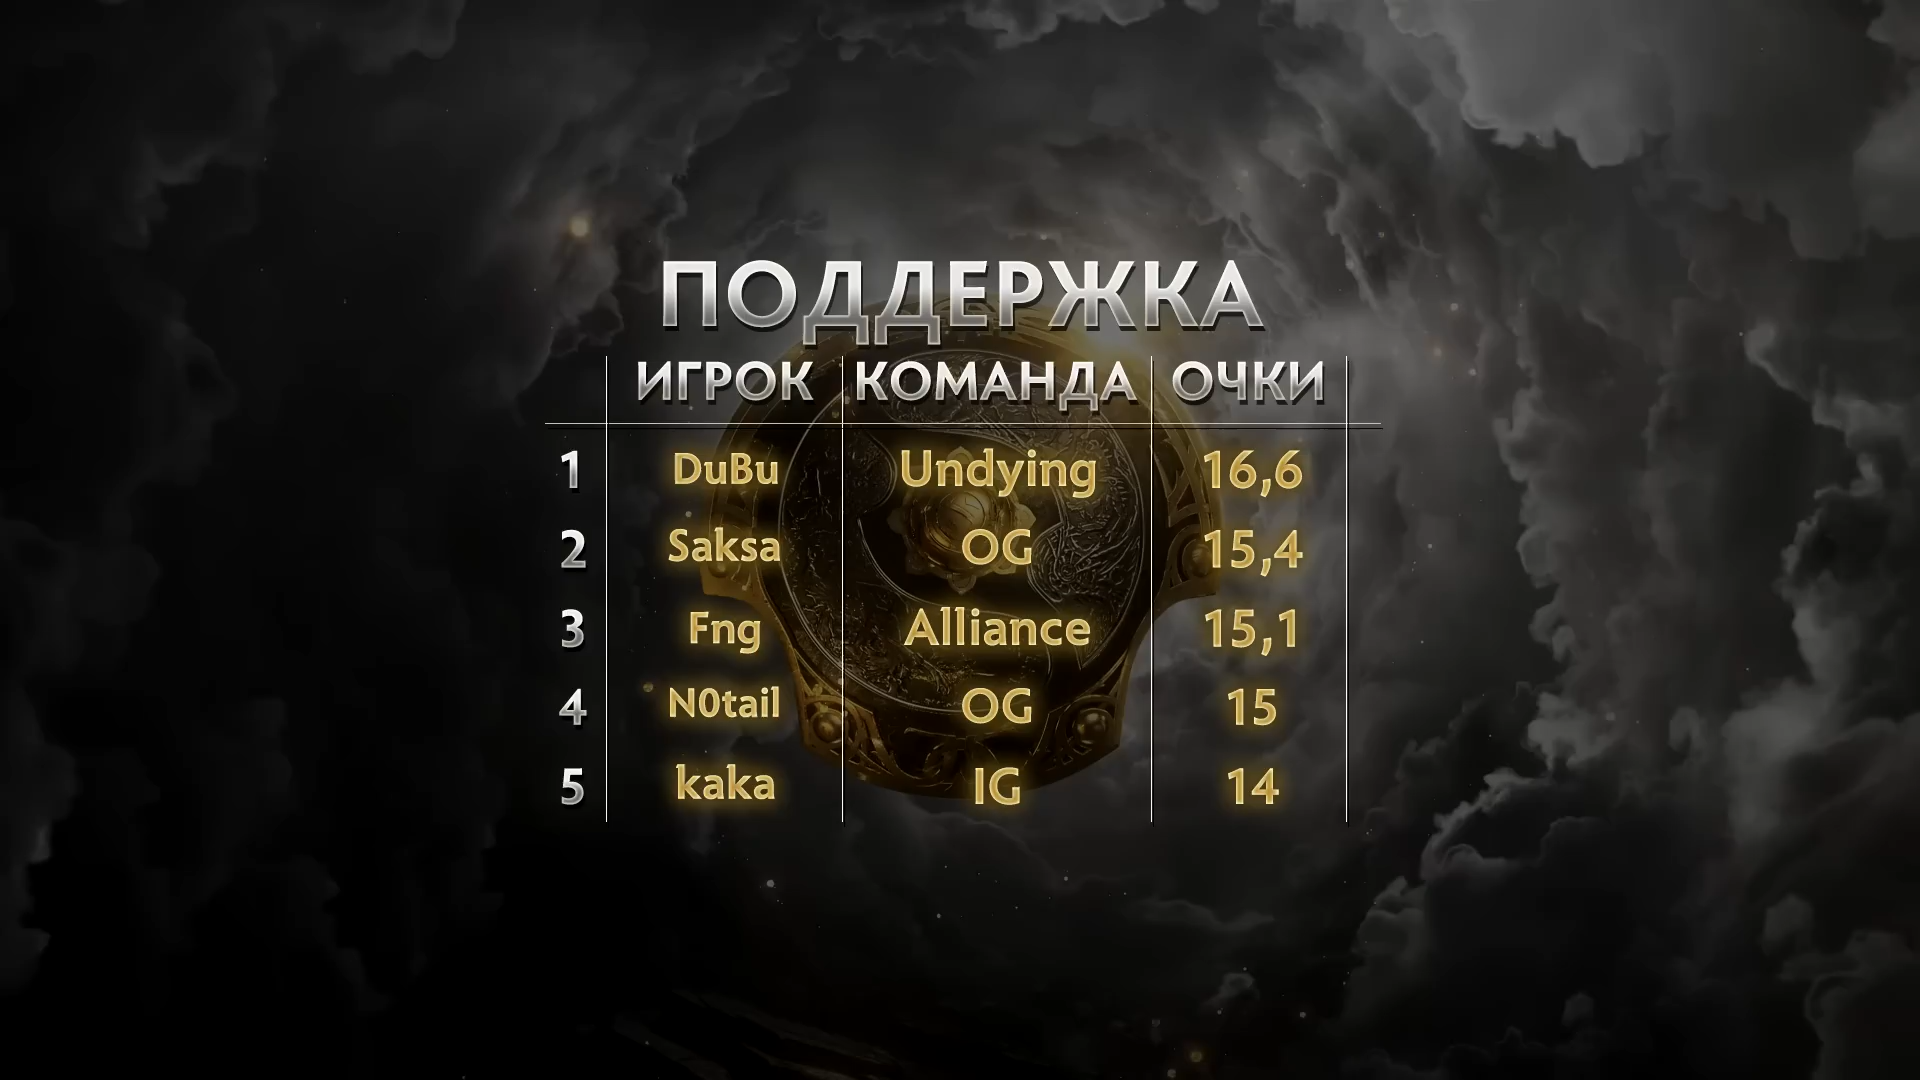 ПОДДЕРЖКА
ИГРОК КОМАНДА ОЧКИ
1 DuBu Undying 16,6
2 Saksa OG 15,4
3 Fng Alliance 15,1
4 N0tail OG 15
5 kaka IG 14